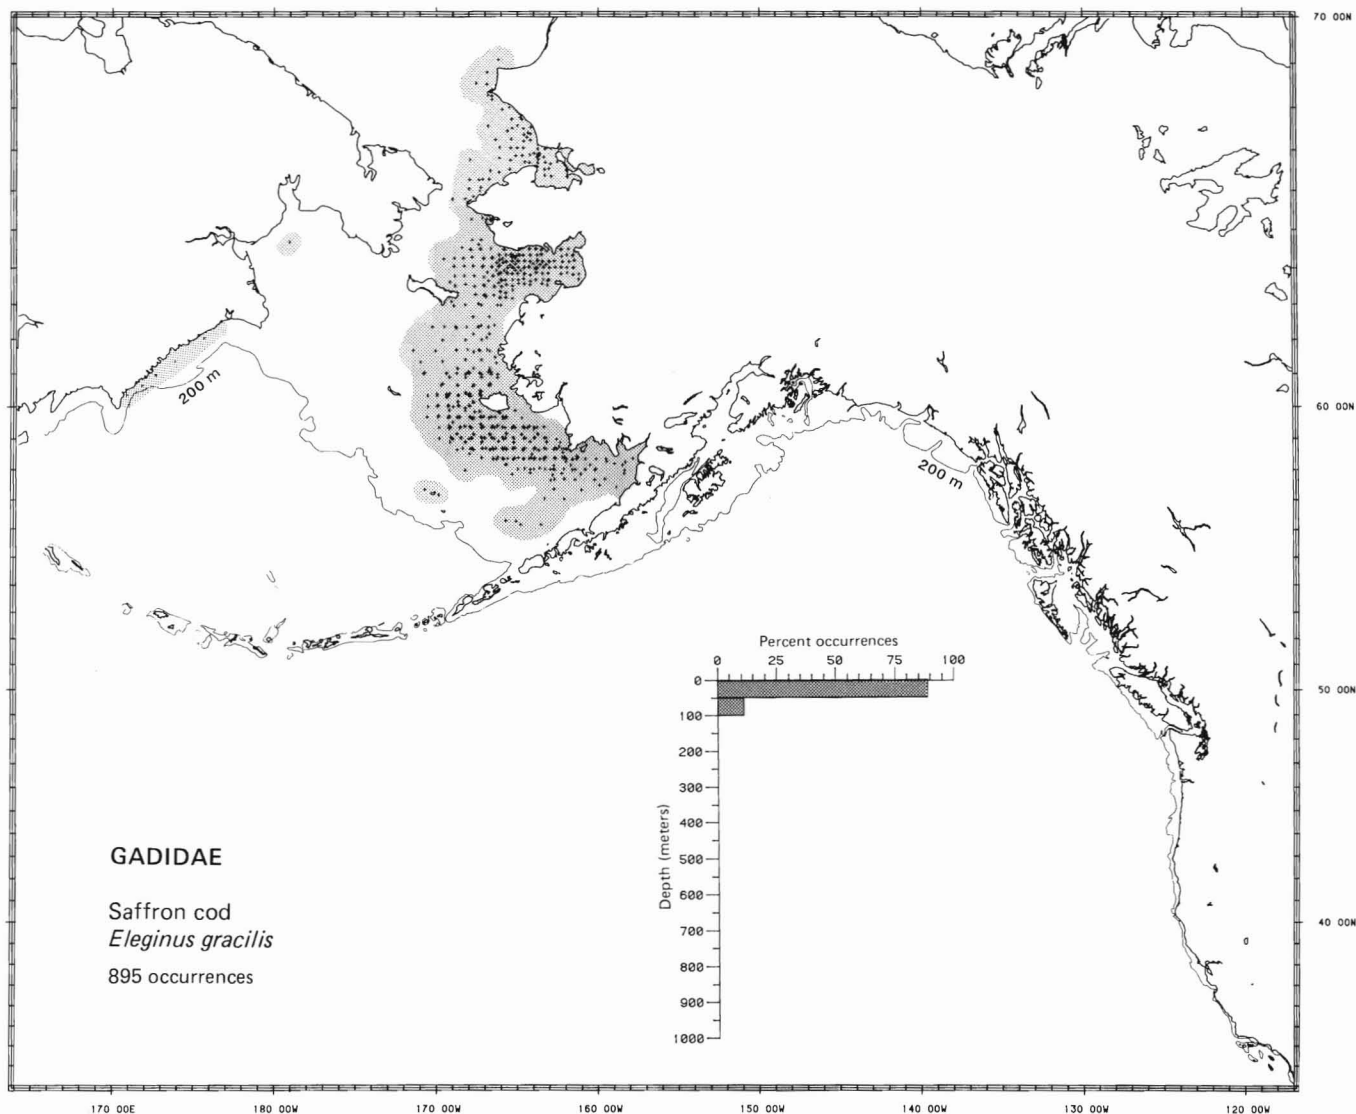 70 00N
200 m
60 00N
200 m
Percent occurrences
0 25 50 75 100
0
50 00N
100
200
300
400
Depth (meters)
500
600
700
800
900
1000
GADIDAE
40 00N
Saffron cod
Eleginus gracilis
895 occurrences
170 00E 180 00W 170 00W 160 00W 150 00W 140 00W 130 00W 120 00W